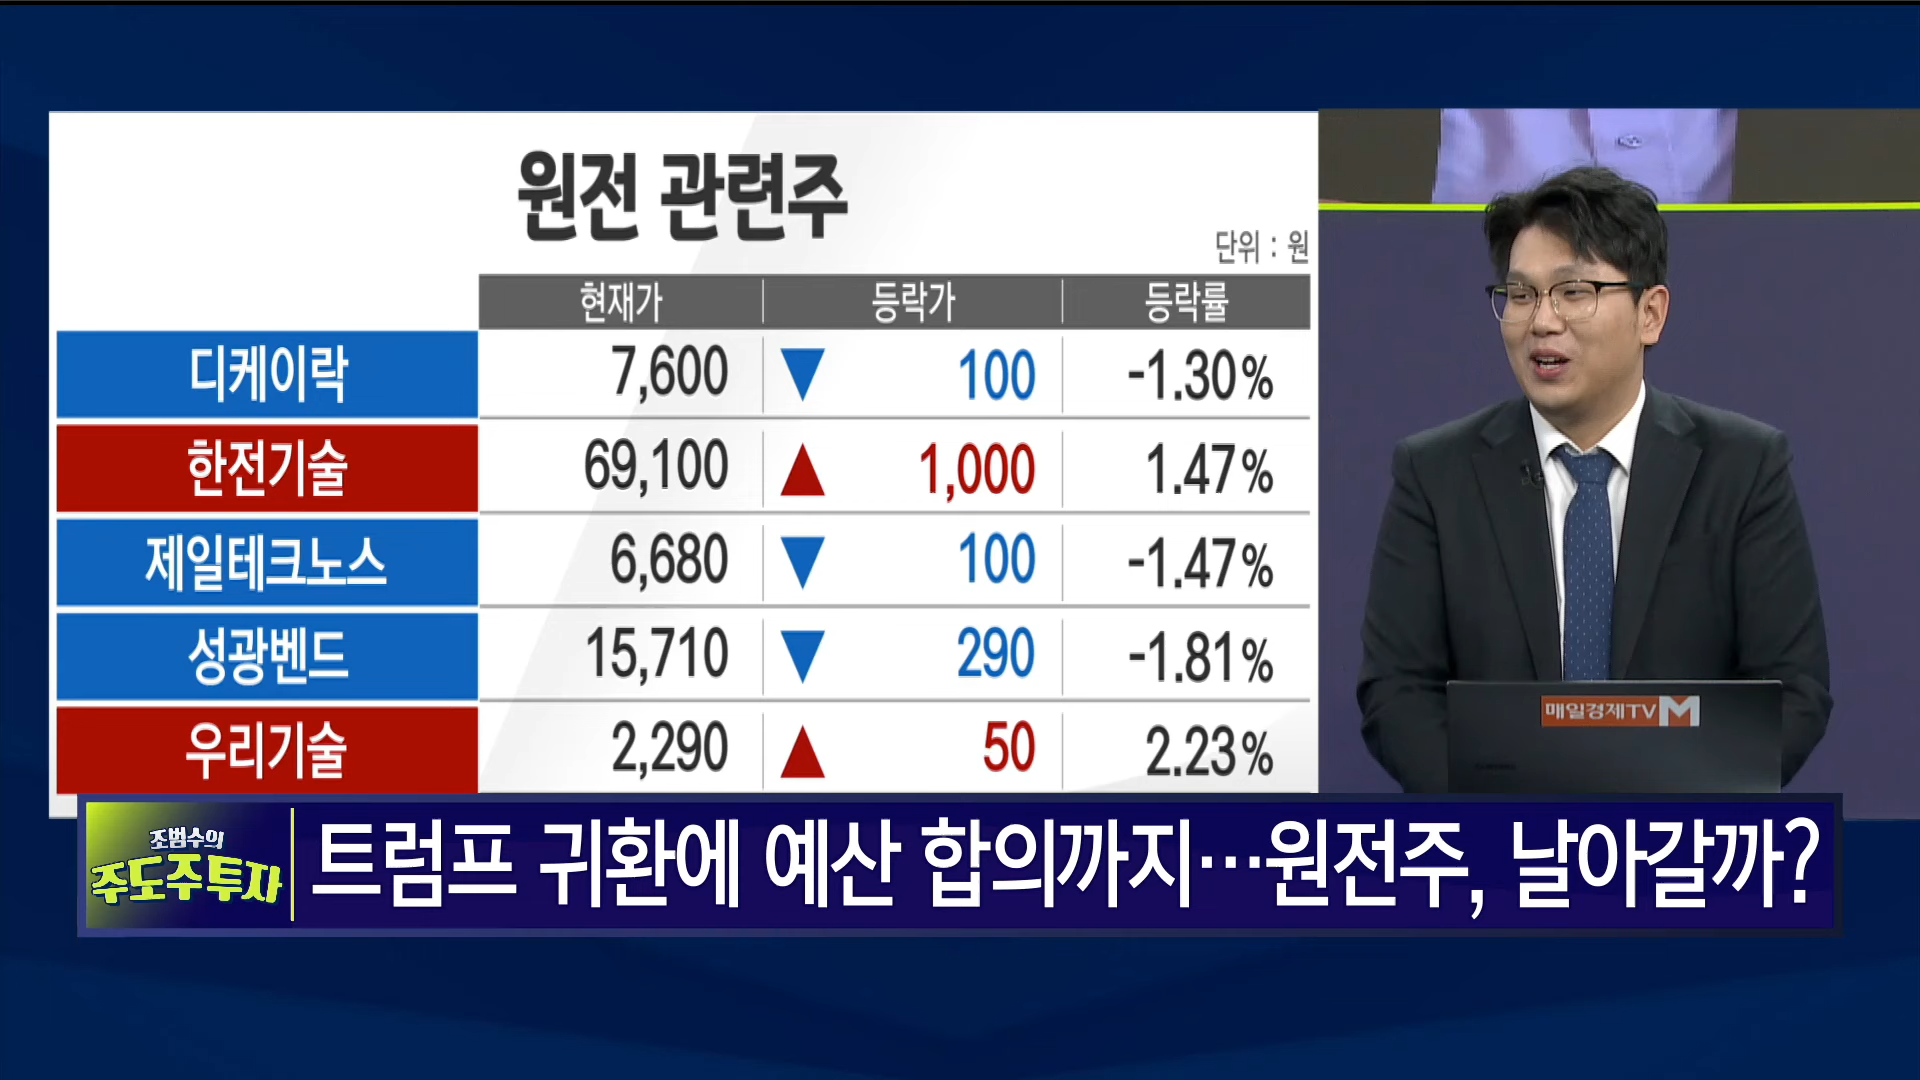 원전 관련주
단위 : 원
현재가 등락가 등락률
디케이락 7,600 ▼ 100 -1.30%
한전기술 69,100 ▲ 1,000 1.47%
제일테크노스 6,680 ▼ 100 -1.47%
성광벤드 15,710 ▼ 290 -1.81%
우리기술 2,290 ▲ 50 2.23%
매일경제TV M
조범수의
주도주투자
트럼프 귀환에 예산 합의까지…원전주, 날아갈까?